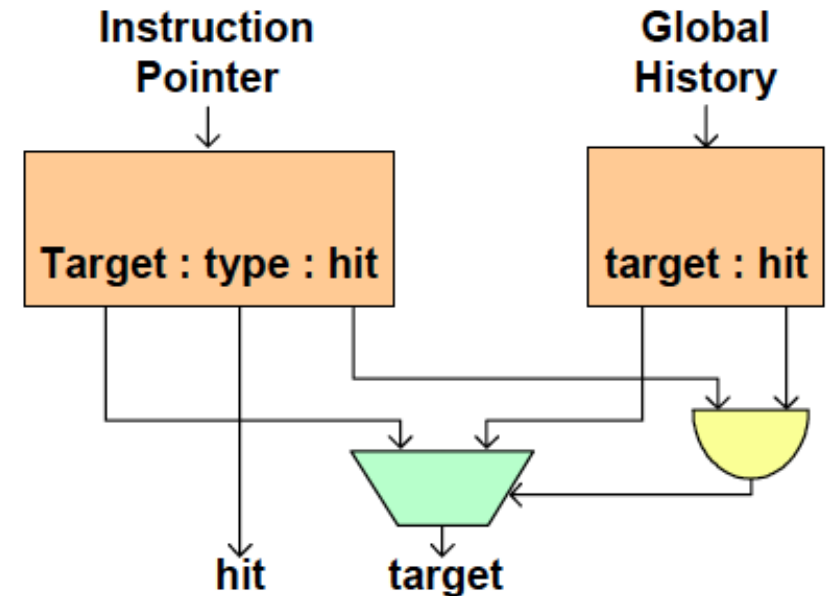 Instruction
Pointer
Global
History
Target : type : hit
target : hit
hit
target